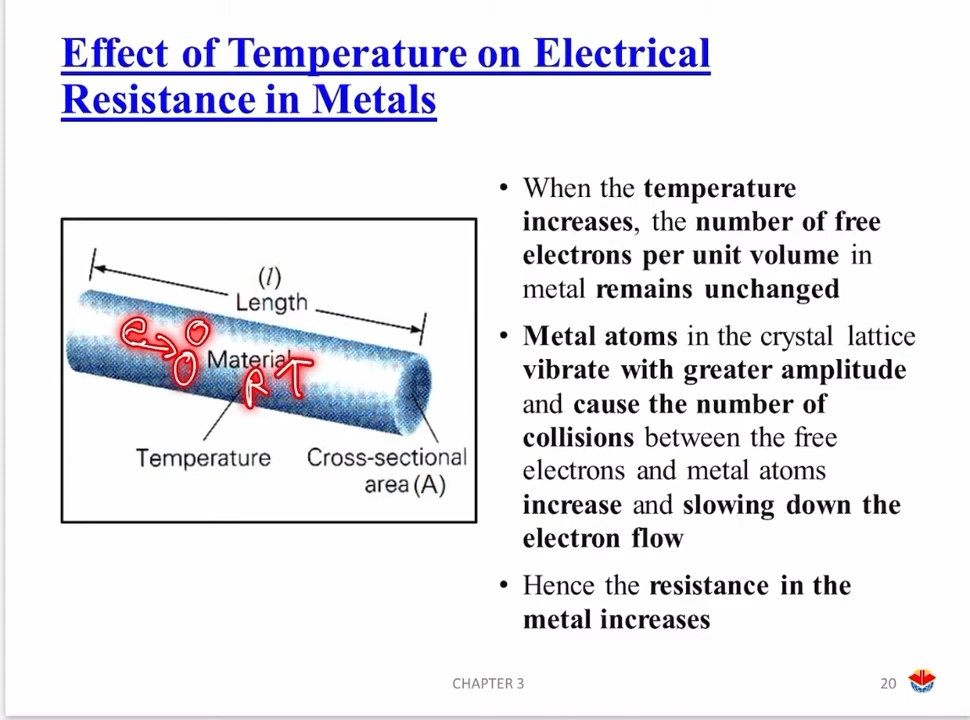 Effect of Temperature on Electrical
Resistance in Metals
(l)
Length
Material
R ↑
e → O
O
Temperature
Cross-sectional
area (A)
• When the temperature
increases, the number of free
electrons per unit volume in
metal remains unchanged
• Metal atoms in the crystal lattice
vibrate with greater amplitude
and cause the number of
collisions between the free
electrons and metal atoms
increase and slowing down the
electron flow
• Hence the resistance in the
metal increases
CHAPTER 3
20